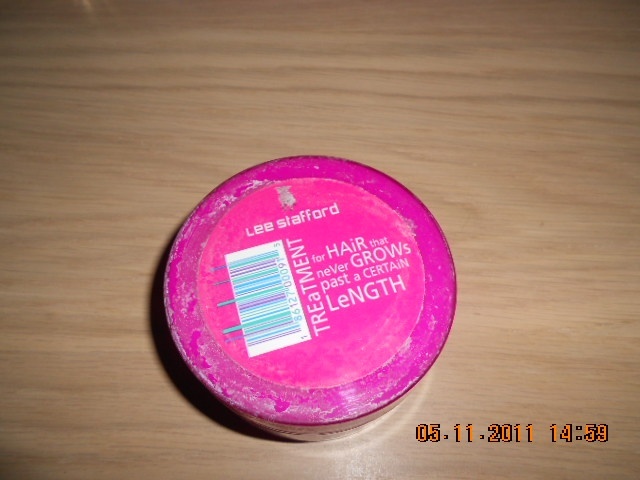 Lee Stafford
TREaTMENT
for HAiR that
neVer GROWs
past a CERTAiN
LeNGTH
05.11.2011 14:59